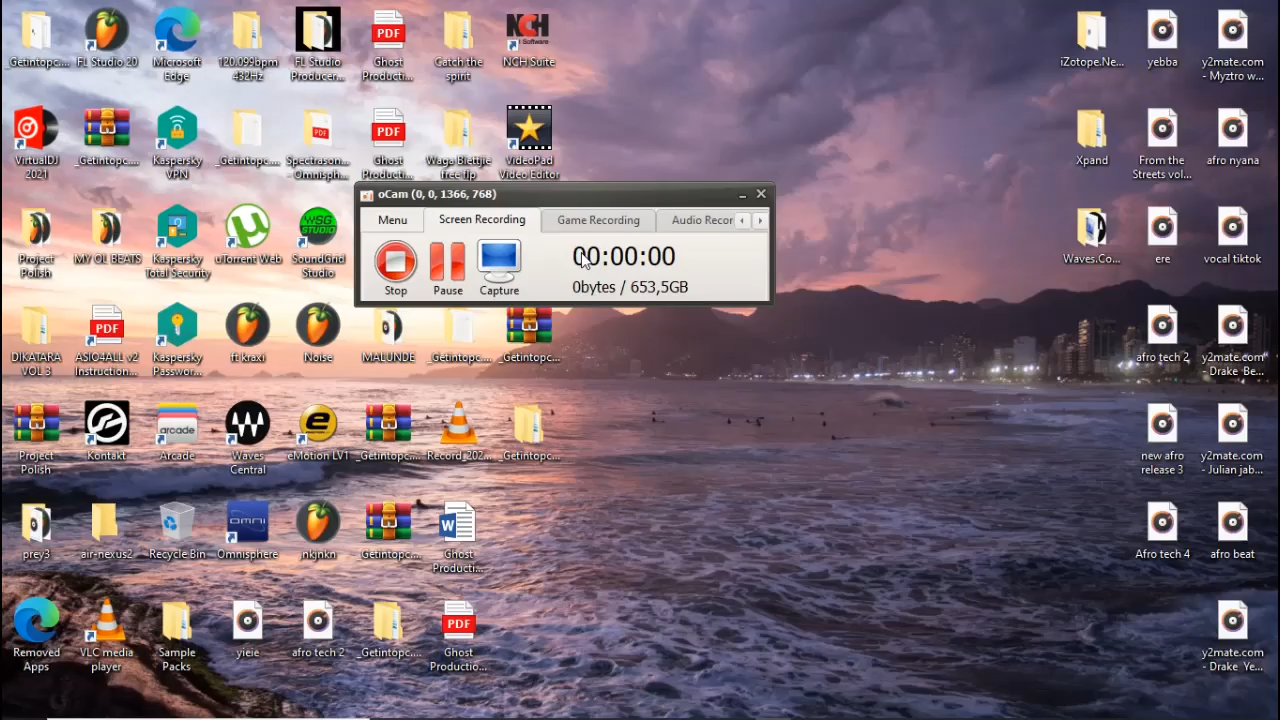 _Getintopc....
FL Studio 20
Microsoft
Edge
120.099bpm
432Hz
FL Studio
Producer...
PDF
Ghost
Producti...
Catch the
spirit
NCH
Software
NCH Suite
iZotope.Ne...
yebba
y2mate.com
- Myztro w...
VirtualDJ
2021
_Getintopc....
Kaspersky
VPN
_Getintopc....
PDF
Spectrason...
- Omnisph...
PDF
Ghost
Producti...
Waga Biettjie
free flp
VideoPad
Video Editor
Xpand
From the
Streets vol...
afro nyana
oCam (0, 0, 1366, 768)
Menu
Screen Recording
Game Recording
Audio Recor
Stop
Pause
Capture
00:00:00
0bytes / 653,5GB
Project
Polish
MY OL BEATS
Kaspersky
Total Security
uTorrent Web
WSG
STUDIO
SoundGrid
Studio
Waves.Co...
ere
vocal tiktok
DIKATARA
VOL 3
PDF
ASIO4ALL v2
Instruction...
Kaspersky
Passwor...
ft kraxi
Noise
MALUNDE
_Getintopc....
_Getintopc....
afro tech 2
y2mate.com
- Drake 'Be...
Project
Polish
Kontakt
arcade
Arcade
Waves
Central
eMotion LV1
_Getintopc....
Record_202...
_Getintopc....
new afro
release 3
y2mate.com
- Julian jab...
prey3
air-nexus2
Recycle Bin
OMNI
Omnisphere
_Getintopc....
W
Ghost
Producti...
Afro tech 4
afro beat
Removed
Apps
VLC media
player
Sample
Packs
yieie
afro tech 2
_Getintopc....
PDF
Ghost
Producti...
y2mate.com
- Drake_Ye...